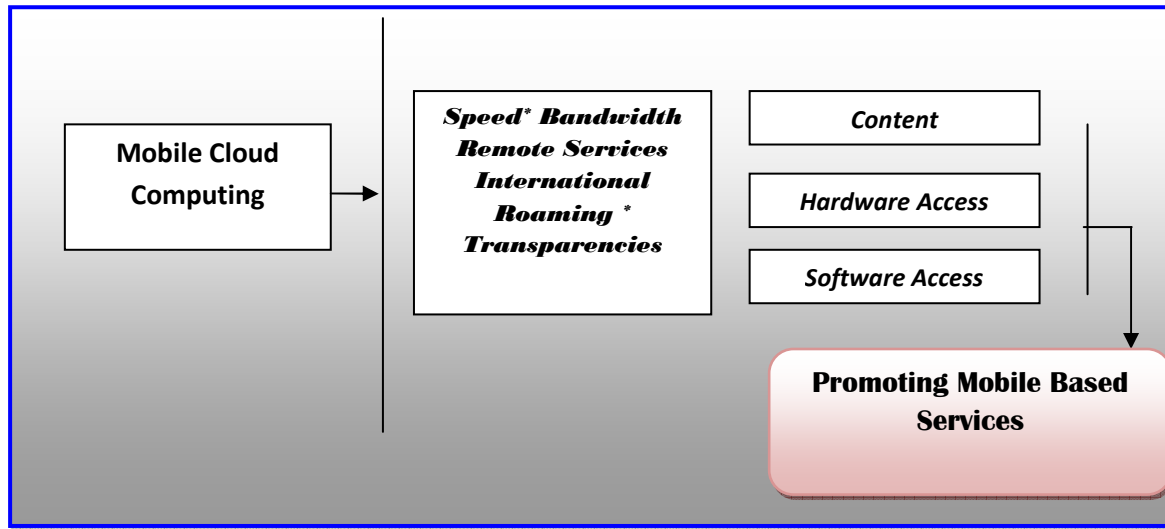 Mobile Cloud
Computing
Speed* Bandwidth
Remote Services
International
Roaming *
Transparencies
Content
Hardware Access
Software Access
Promoting Mobile Based
Services